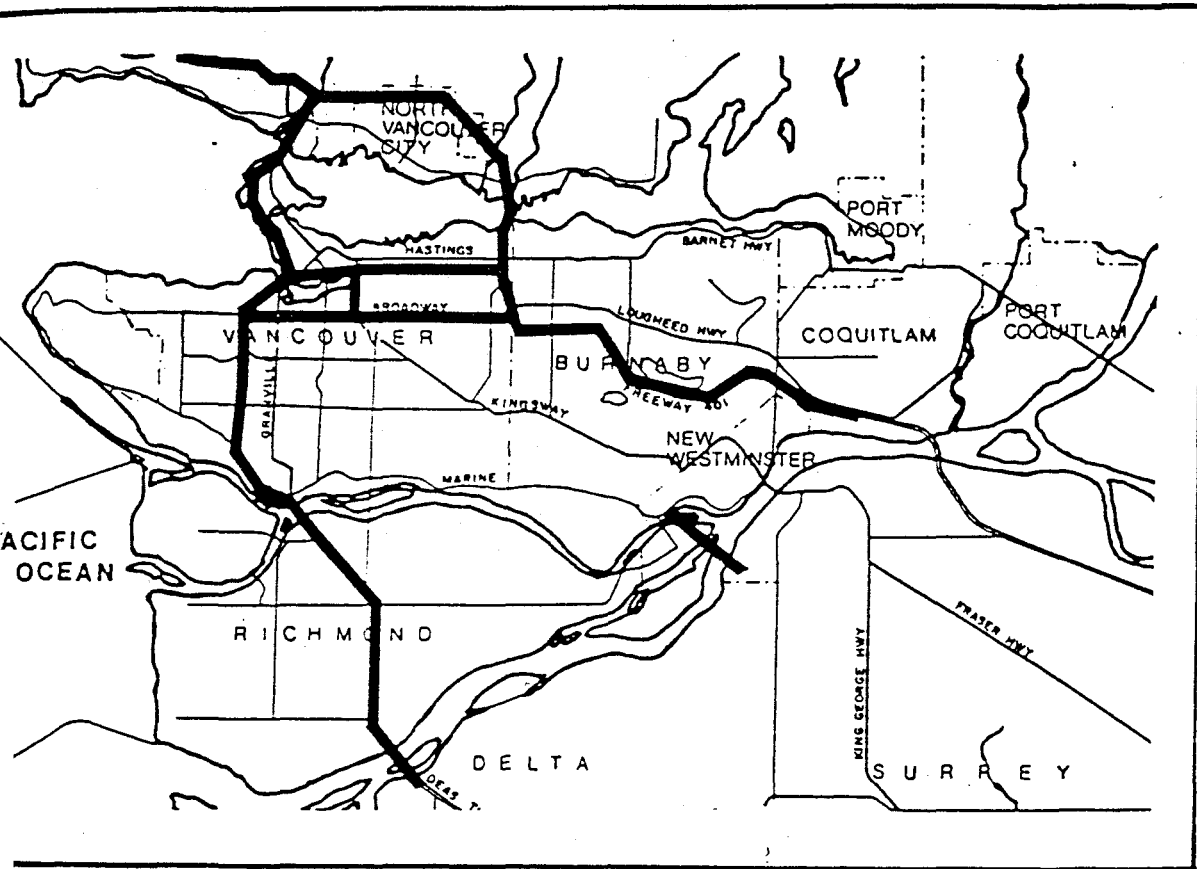 NORTH
VANCOUVER
CITY
PORT
MOODY
HASTINGS
BARNET HWY
BROADWAY
LOUGHEED HWY
PORT
COQUITLAM
VANCOUVER
COQUITLAM
BURNABY
GRANVILLE
KINGSWAY
FREEWAY 401
NEW
WESTMINSTER
MARINE
ACIFIC
OCEAN
RICHMOND
FRASER HWY
KING GEORGE HWY
DELTA
SURREY
DEAS